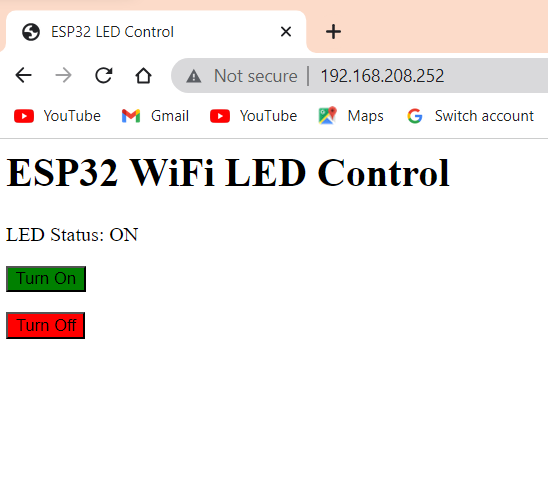 ESP32 LED Control
Not secure 192.168.208.252
YouTube Gmail YouTube Maps Switch account
ESP32 WiFi LED Control
LED Status: ON
Turn On
Turn Off